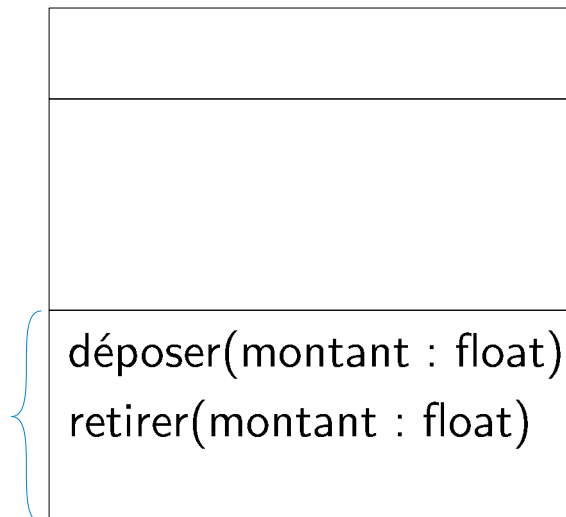 déposer(montant : float)
retirer(montant : float)